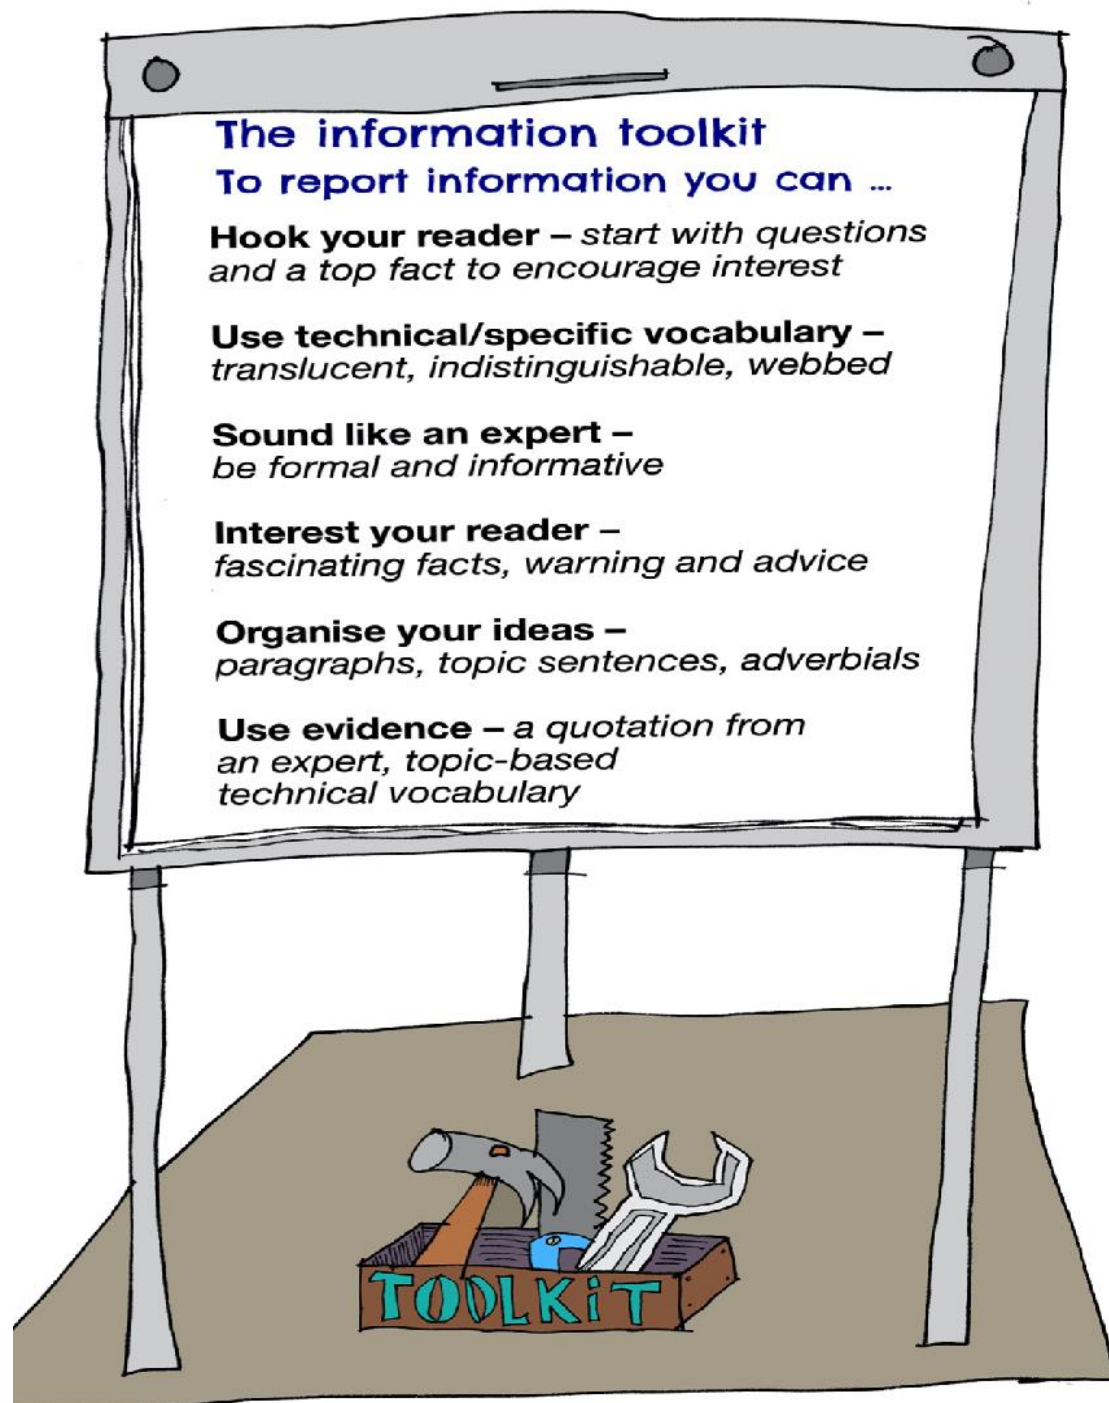 The information toolkit
To report information you can ...
Hook your reader – start with questions
and a top fact to encourage interest
Use technical/specific vocabulary –
translucent, indistinguishable, webbed
Sound like an expert –
be formal and informative
Interest your reader –
fascinating facts, warning and advice
Organise your ideas –
paragraphs, topic sentences, adverbials
Use evidence – a quotation from
an expert, topic-based
technical vocabulary
TOOLKiT